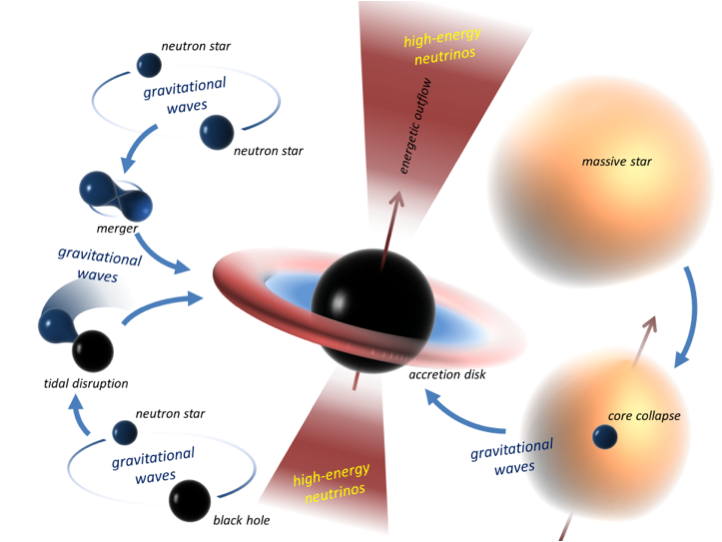 neutron star
gravitational
waves
neutron star
merger
gravitational
waves
tidal disruption
neutron star
gravitational
waves
black hole
high-energy
neutrinos
energetic outflow
accretion disk
high-energy
neutrinos
massive star
core collapse
gravitational
waves